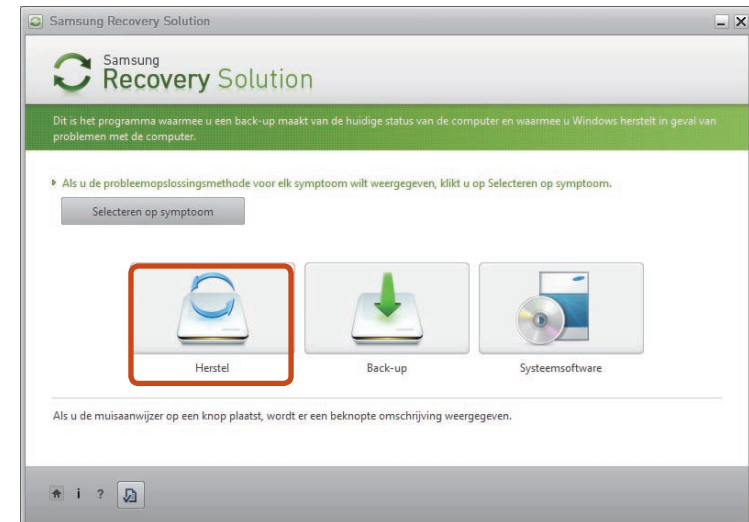 Samsung Recovery Solution
Samsung
Recovery Solution
Dit is het programma waarmee u een back-up maakt van de huidige status van de computer en waarmee u Windows herstelt in geval van
problemen met de computer.
Als u de probleemopslossingsmethode voor elk symptoom wilt weergegeven, klikt u op Selecteren op symptoom.
Selecteren op symptoom
Herstel Back-up Systeemsoftware
Als u de muisaanwijzer op een knop plaatst, wordt er een beknopte omschrijving weergegeven.
i ?